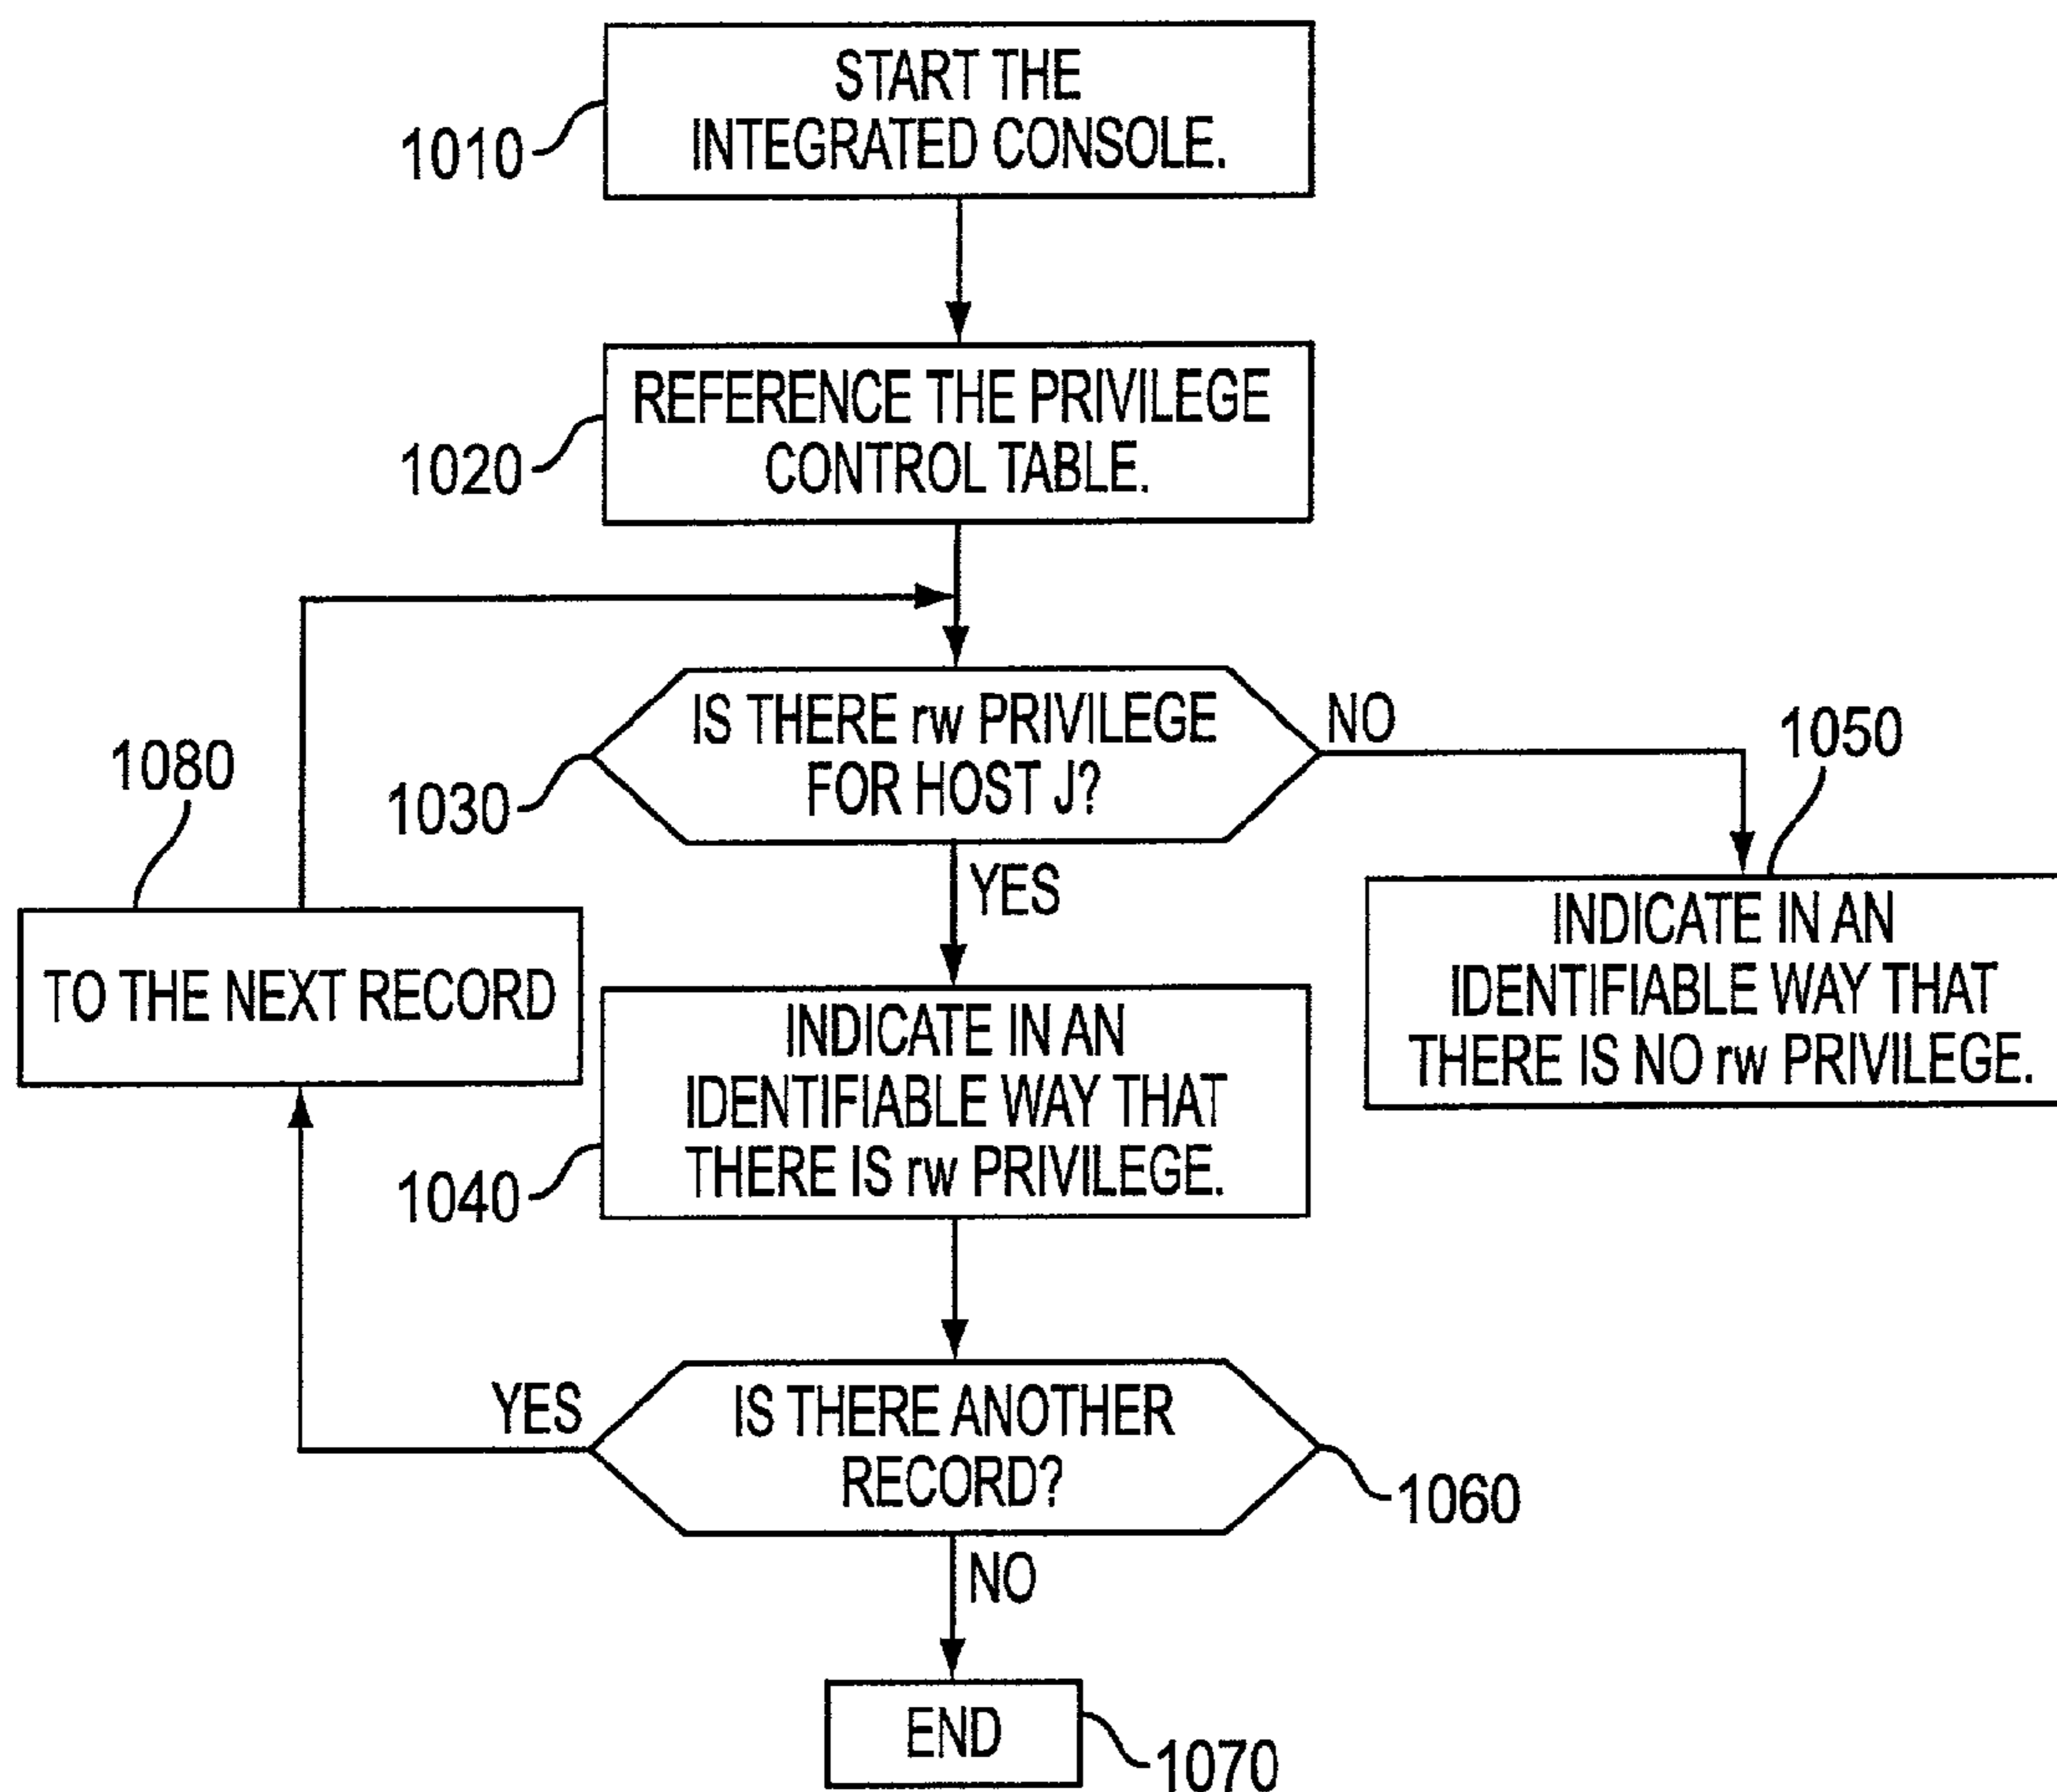 START THE
INTEGRATED CONSOLE.
1010
REFERENCE THE PRIVILEGE
CONTROL TABLE.
1020
IS THERE rw PRIVILEGE
FOR HOST J?
1030
NO
1050
1080
YES
TO THE NEXT RECORD
INDICATE IN AN
IDENTIFIABLE WAY THAT
THERE IS NO rw PRIVILEGE.
INDICATE IN AN
IDENTIFIABLE WAY THAT
THERE IS rw PRIVILEGE.
1040
YES
IS THERE ANOTHER
RECORD?
1060
NO
END
1070